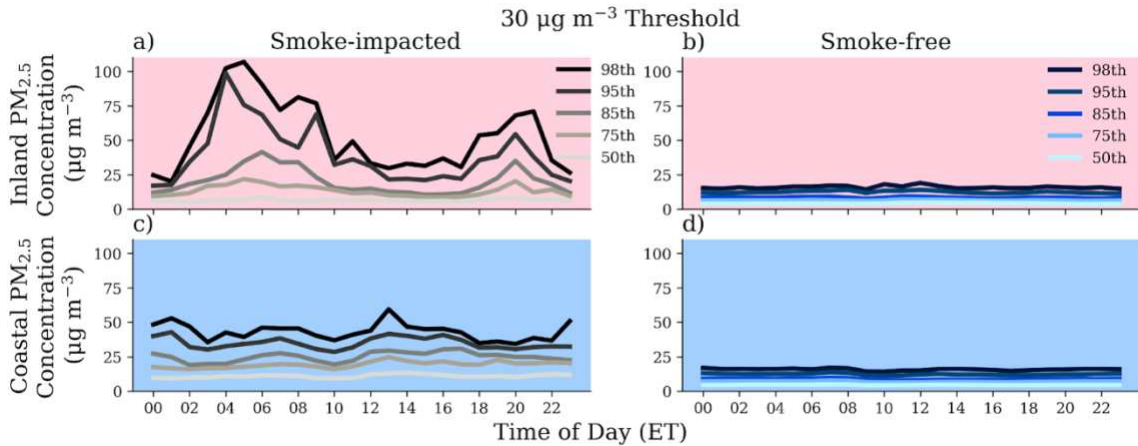 30 μg m⁻³ Threshold
a) Smoke-impacted
b) Smoke-free
Inland PM₂.₅
Concentration
(μg m⁻³)
100
75
50
25
0
98th
95th
85th
75th
50th
100
75
50
25
0
98th
95th
85th
75th
50th
c)
d)
Coastal PM₂.₅
Concentration
(μg m⁻³)
100
75
50
25
0
00 02 04 06 08 10 12 14 16 18 20 22
100
75
50
25
0
00 02 04 06 08 10 12 14 16 18 20 22
Time of Day (ET)